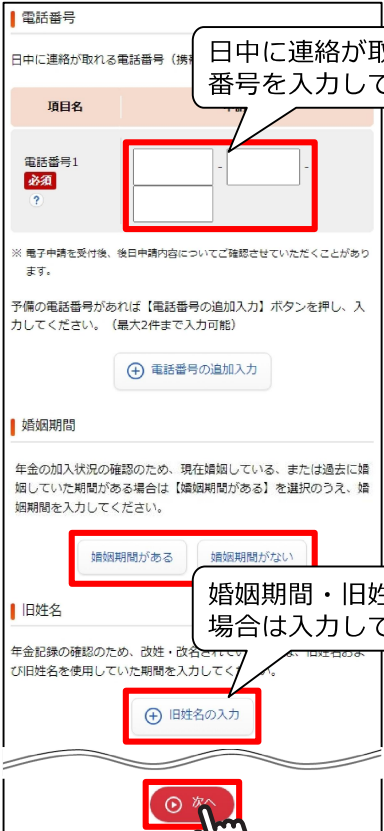 電話番号
日中に連絡が取れる電話番号（携
日中に連絡が取
番号を入力して
項目名
電話番号1
必須
?
-
-
※ 電子申請を受付後、後日申請内容についてご確認させていただくことがあり
ます。
予備の電話番号があれば【電話番号の追加入力】ボタンを押し、入
力してください。（最大2件まで入力可能）
電話番号の追加入力
婚姻期間
年金の加入状況の確認のため、現在婚姻している、または過去に婚
姻していた期間がある場合は【婚姻期間がある】を選択のうえ、婚
姻期間を入力してください。
婚姻期間がある
婚姻期間がない
婚姻期間・旧姓
場合は入力して
旧姓名
年金記録の確認のため、改姓・改名されてい
、旧姓名およ
び旧姓名を使用していた期間を入力してく
い。
旧姓名の入力
次へ